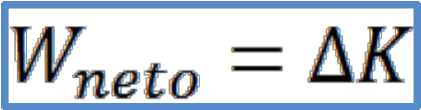 W_neto = ΔK